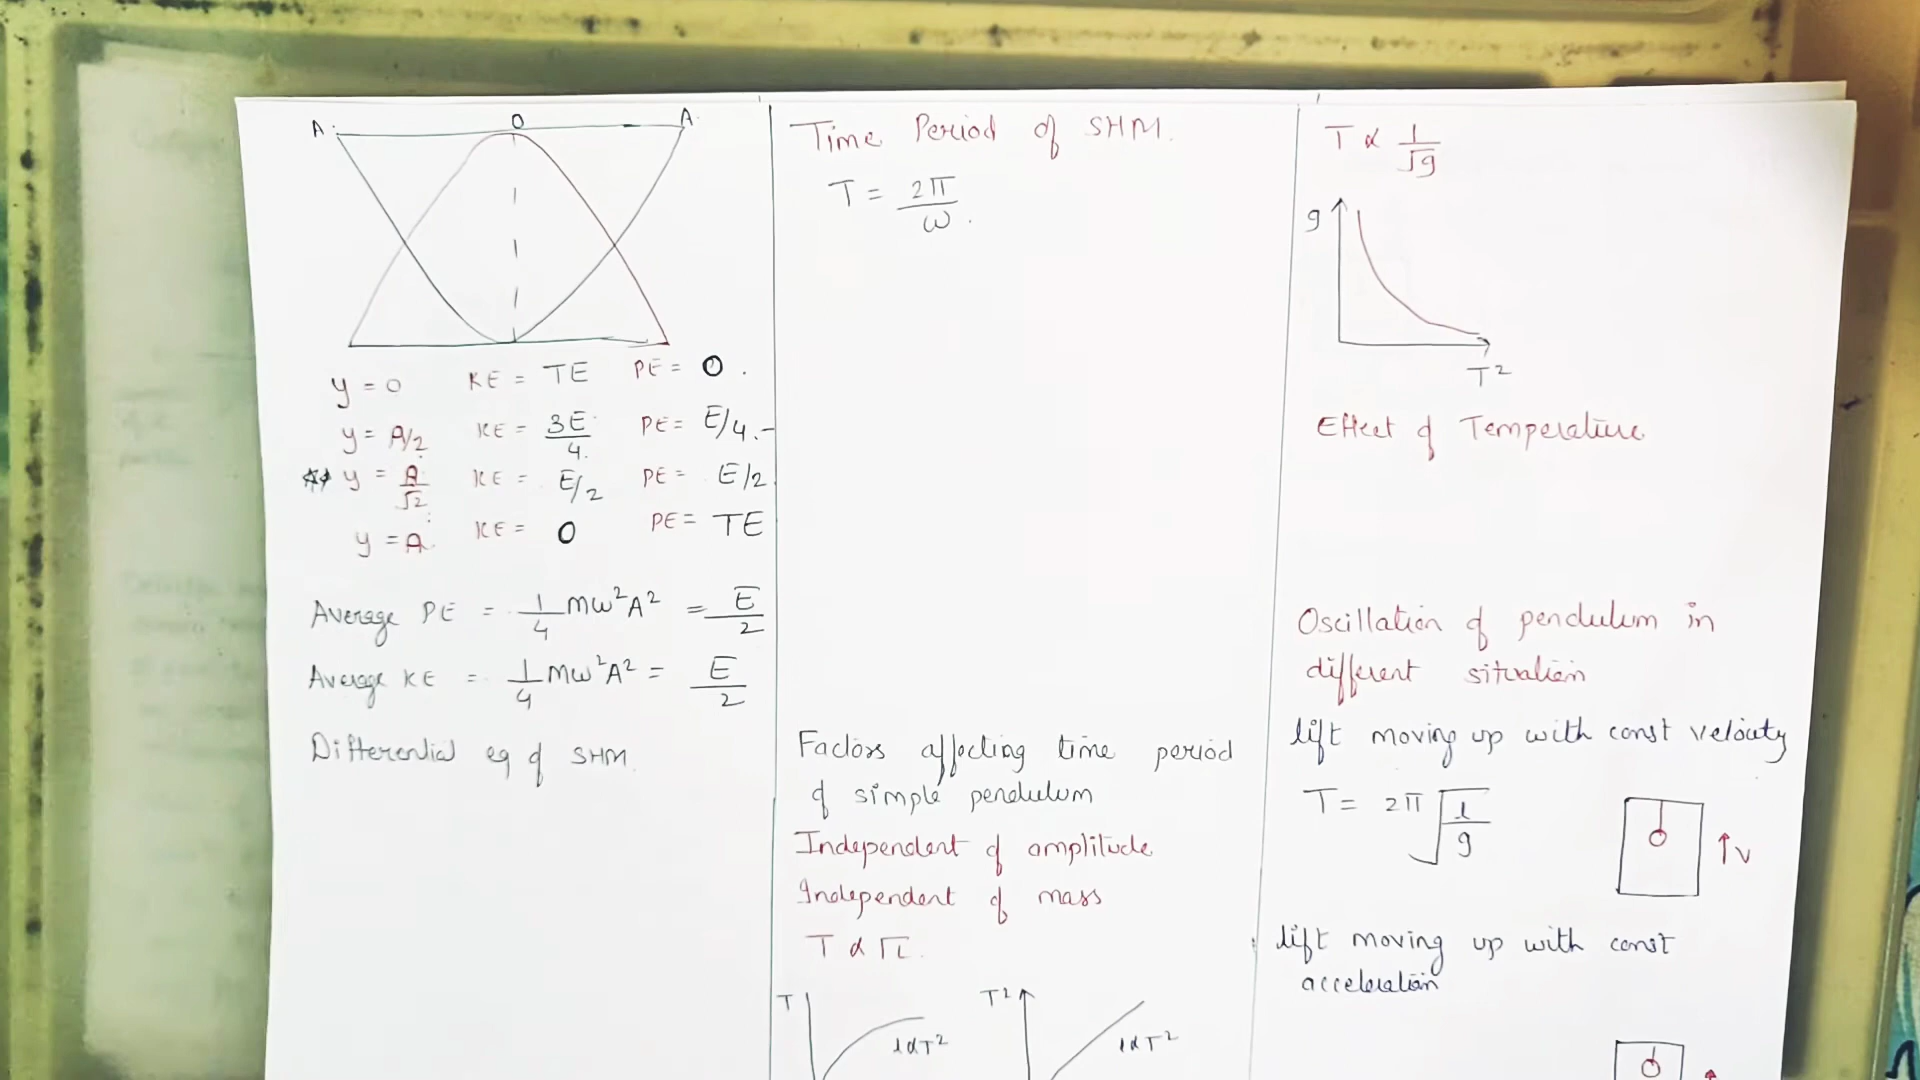 A O A
y = 0 KE = TE PE = 0.
y = A/2 KE = 3E/4. PE = E/4.-
y = A/√2 KE = E/2 PE = E/2
y = A KE = 0 PE = TE
Average PE = 1/4 mω²A² = E/2
Average KE = 1/4 mω²A² = E/2
Differential eq of SHM.
Time Period of SHM.
T = 2π/ω.
Factors affecting time period
of simple pendulum
Independent of amplitude
Independent of mass
T α √L.
T lαT²
T² lαT²
T α 1/√g
g
T²
Effect of Temperature
Oscillation of pendulum in
different situation
lift moving up with const velocity
T = 2π √l/g
↑v
lift moving up with const
acceleration